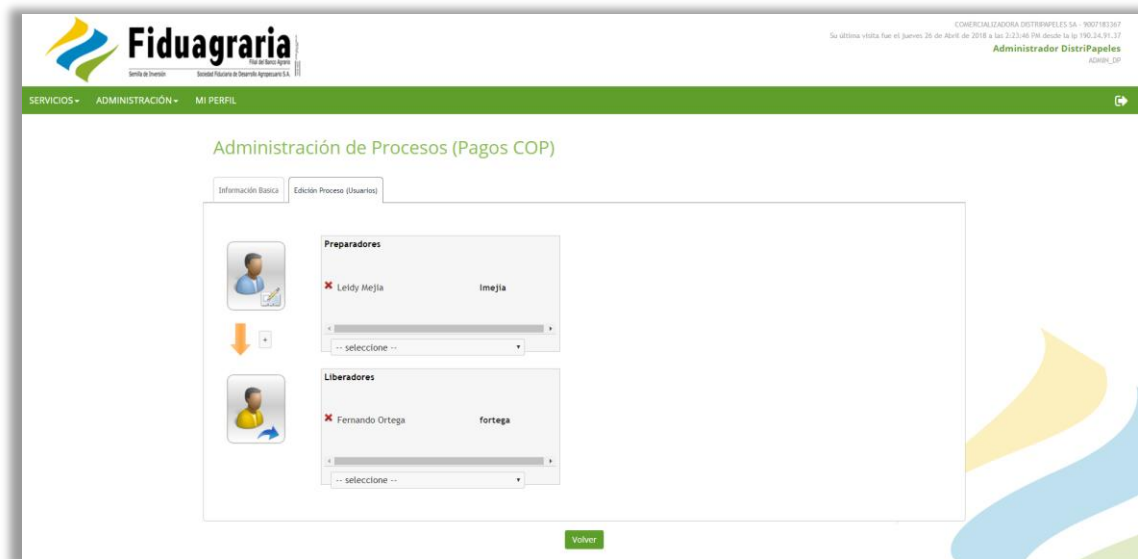 COMERCIALIZADORA DISTRIPAPELES SA - 9007183367
Su última visita fue el Jueves 26 de Abril de 2018 a las 2:23:46 PM desde la ip 190.24.91.37
Administrador DistriPapeles
ADMIN_DP
Fiduagraria
Filial del Banco Agrario
Semilla de Inversión
Sociedad Fiduciaria de Desarrollo Agropecuario S.A.
SERVICIOS ADMINISTRACIÓN MI PERFIL
Administración de Procesos (Pagos COP)
Información Basica Edición Proceso (Usuarios)
Preparadores
Leidy Mejia lmejia
+
-- seleccione --
Liberadores
Fernando Ortega fortega
-- seleccione --
Volver